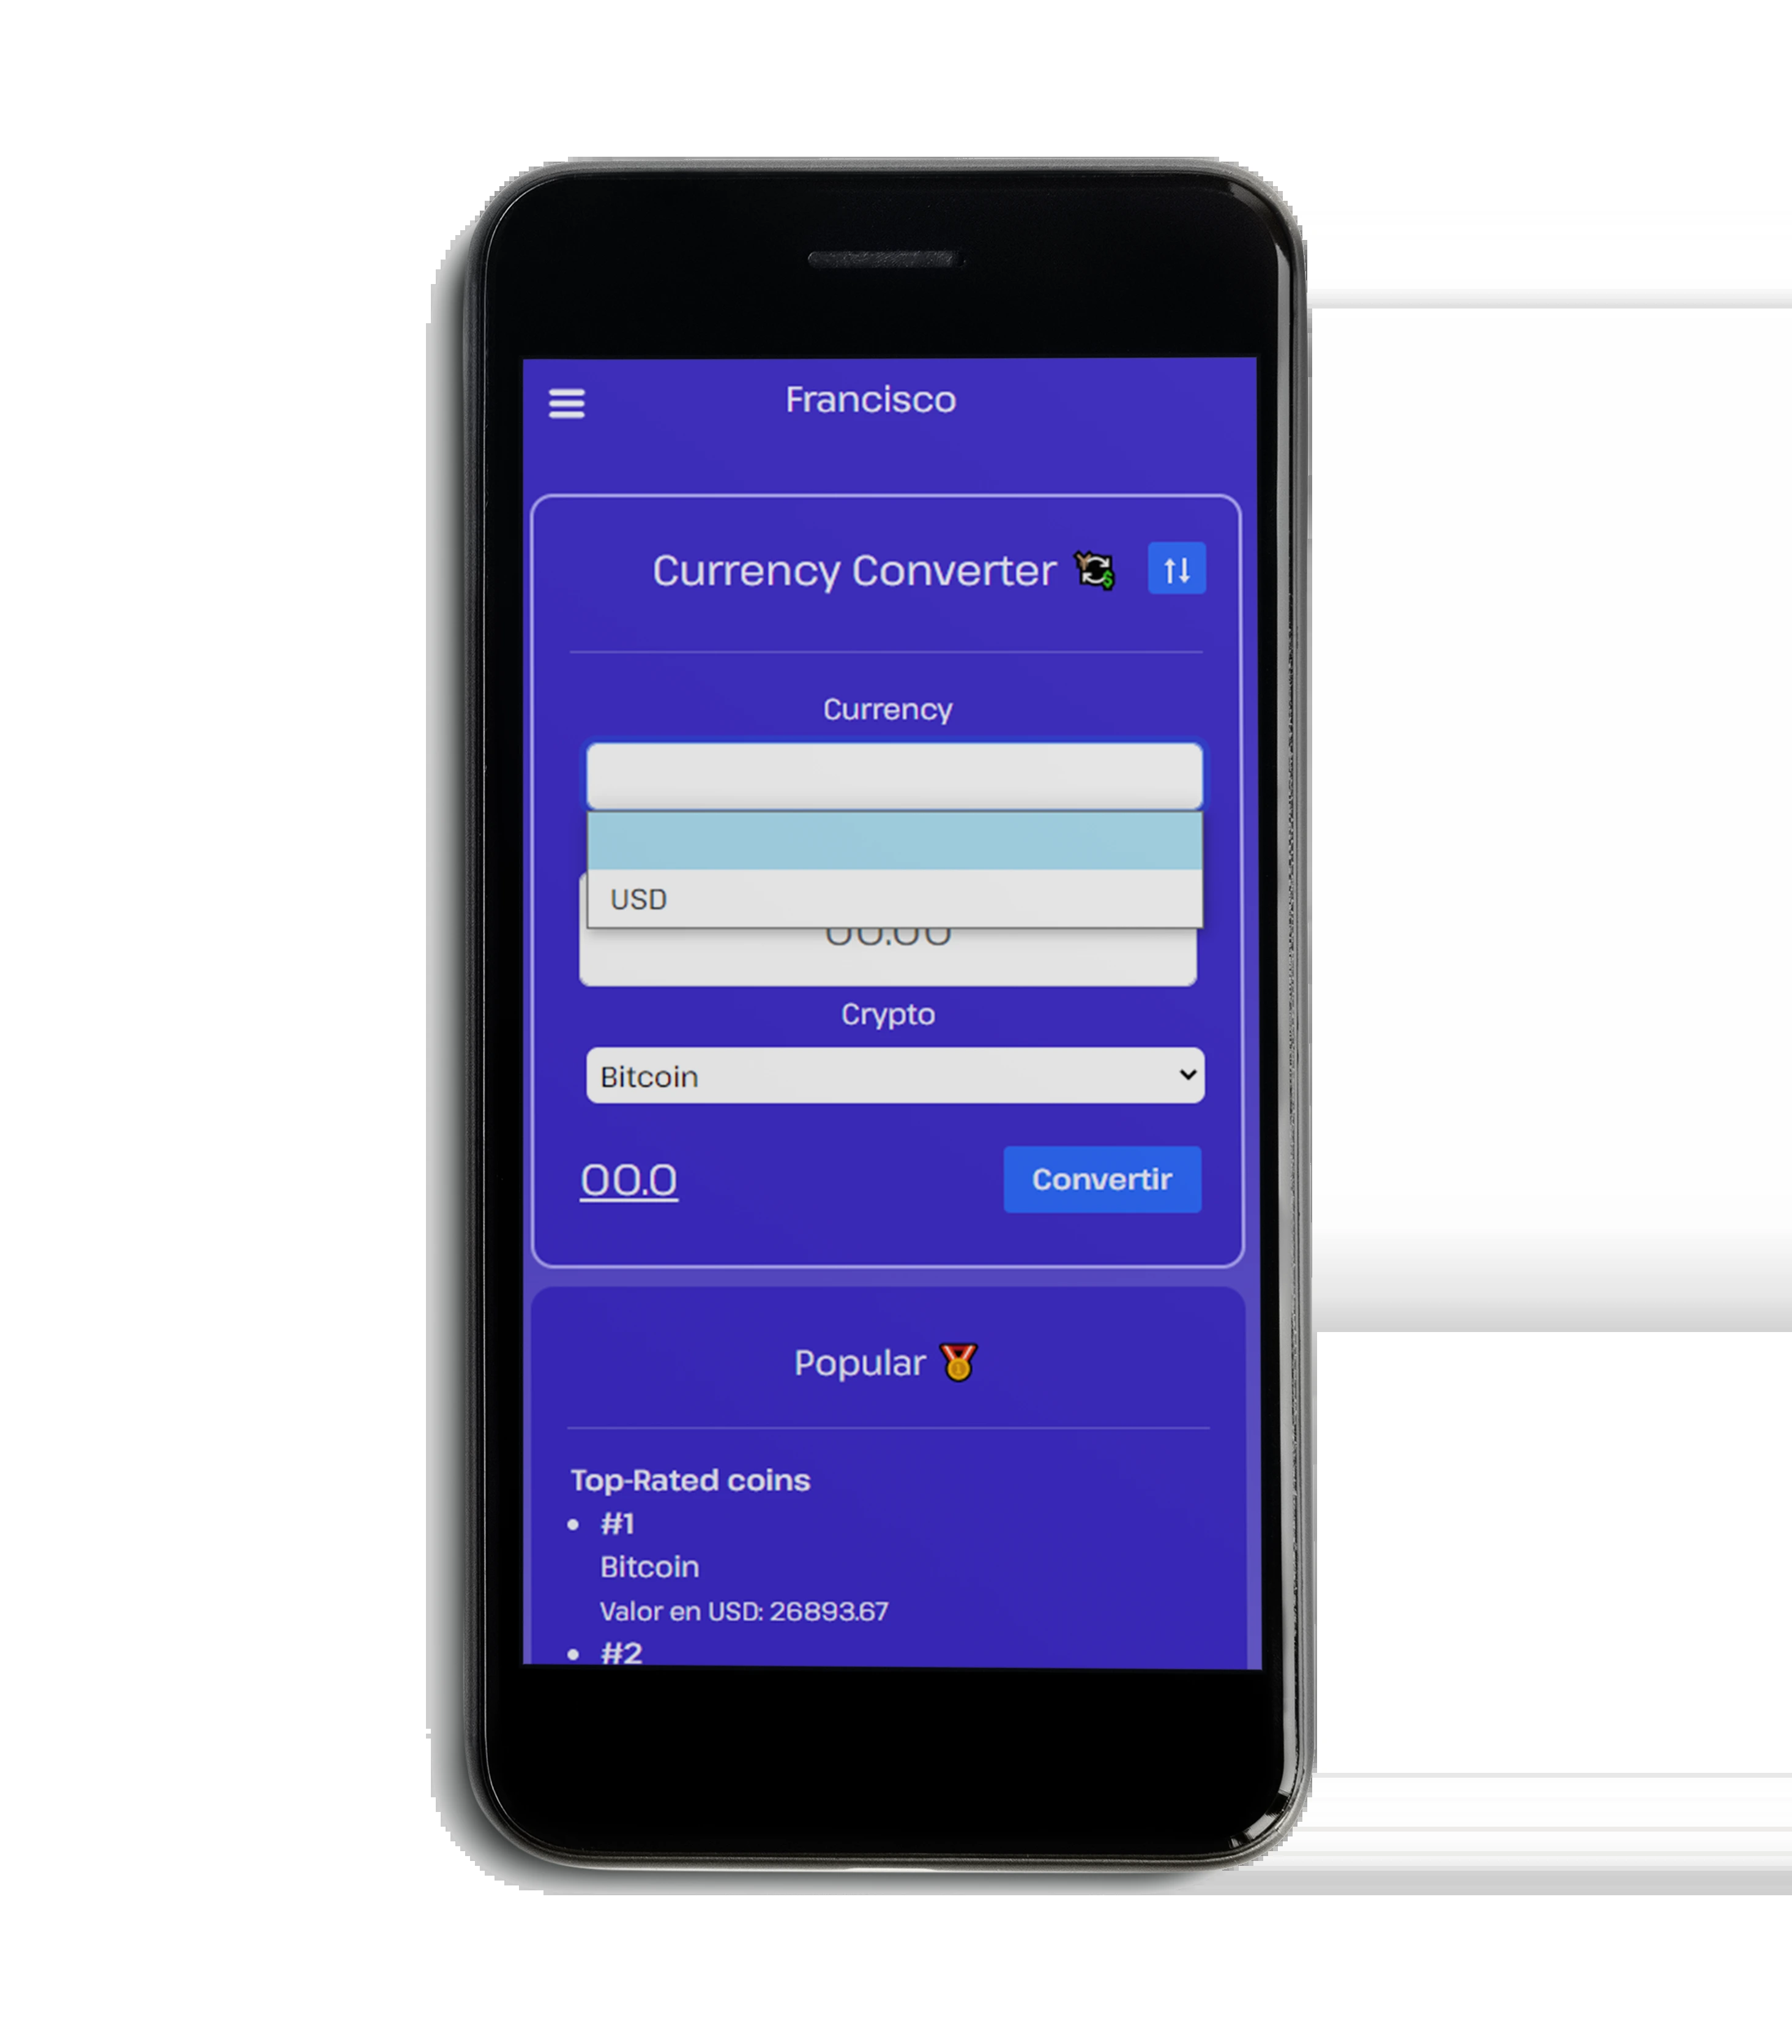 Francisco
Currency Converter
Currency
USD
00.00
Crypto
Bitcoin
00.0
Convertir
Popular
Top-Rated coins
#1
Bitcoin
Valor en USD: 26893.67
#2